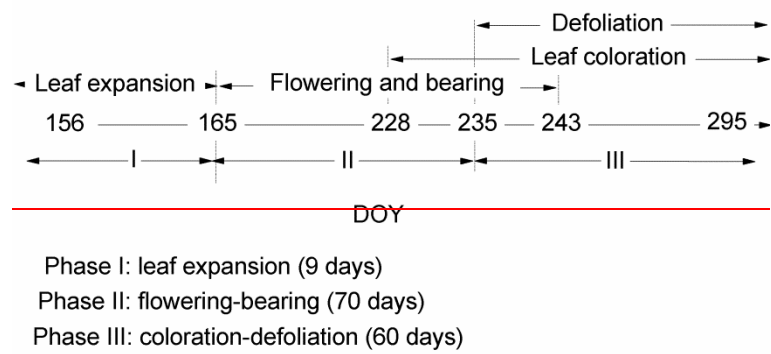 Defoliation
Leaf coloration
Leaf expansion Flowering and bearing
156 165 228 235 243 295
I II III
DOY
Phase I: leaf expansion (9 days)
Phase II: flowering-bearing (70 days)
Phase III: coloration-defoliation (60 days)